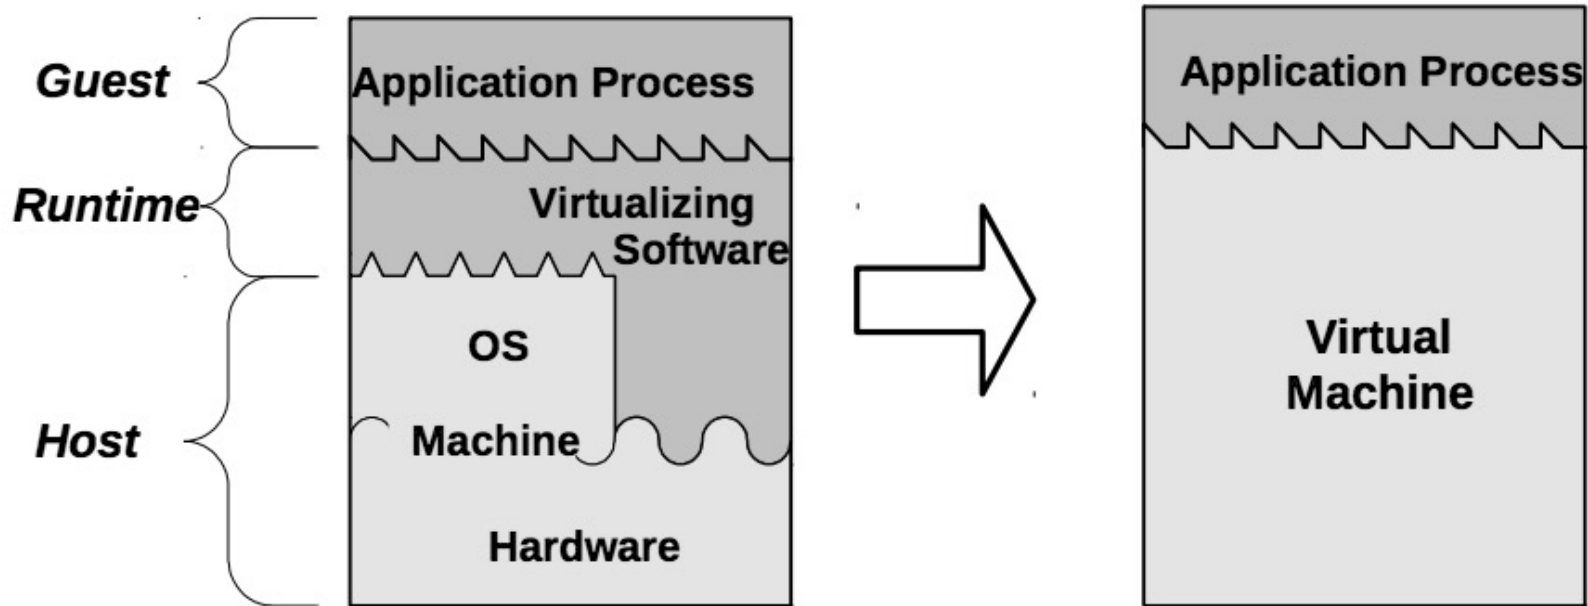 Guest
Application Process
Runtime
Virtualizing
Software
Host
OS
Machine
Hardware
Application Process
Virtual
Machine